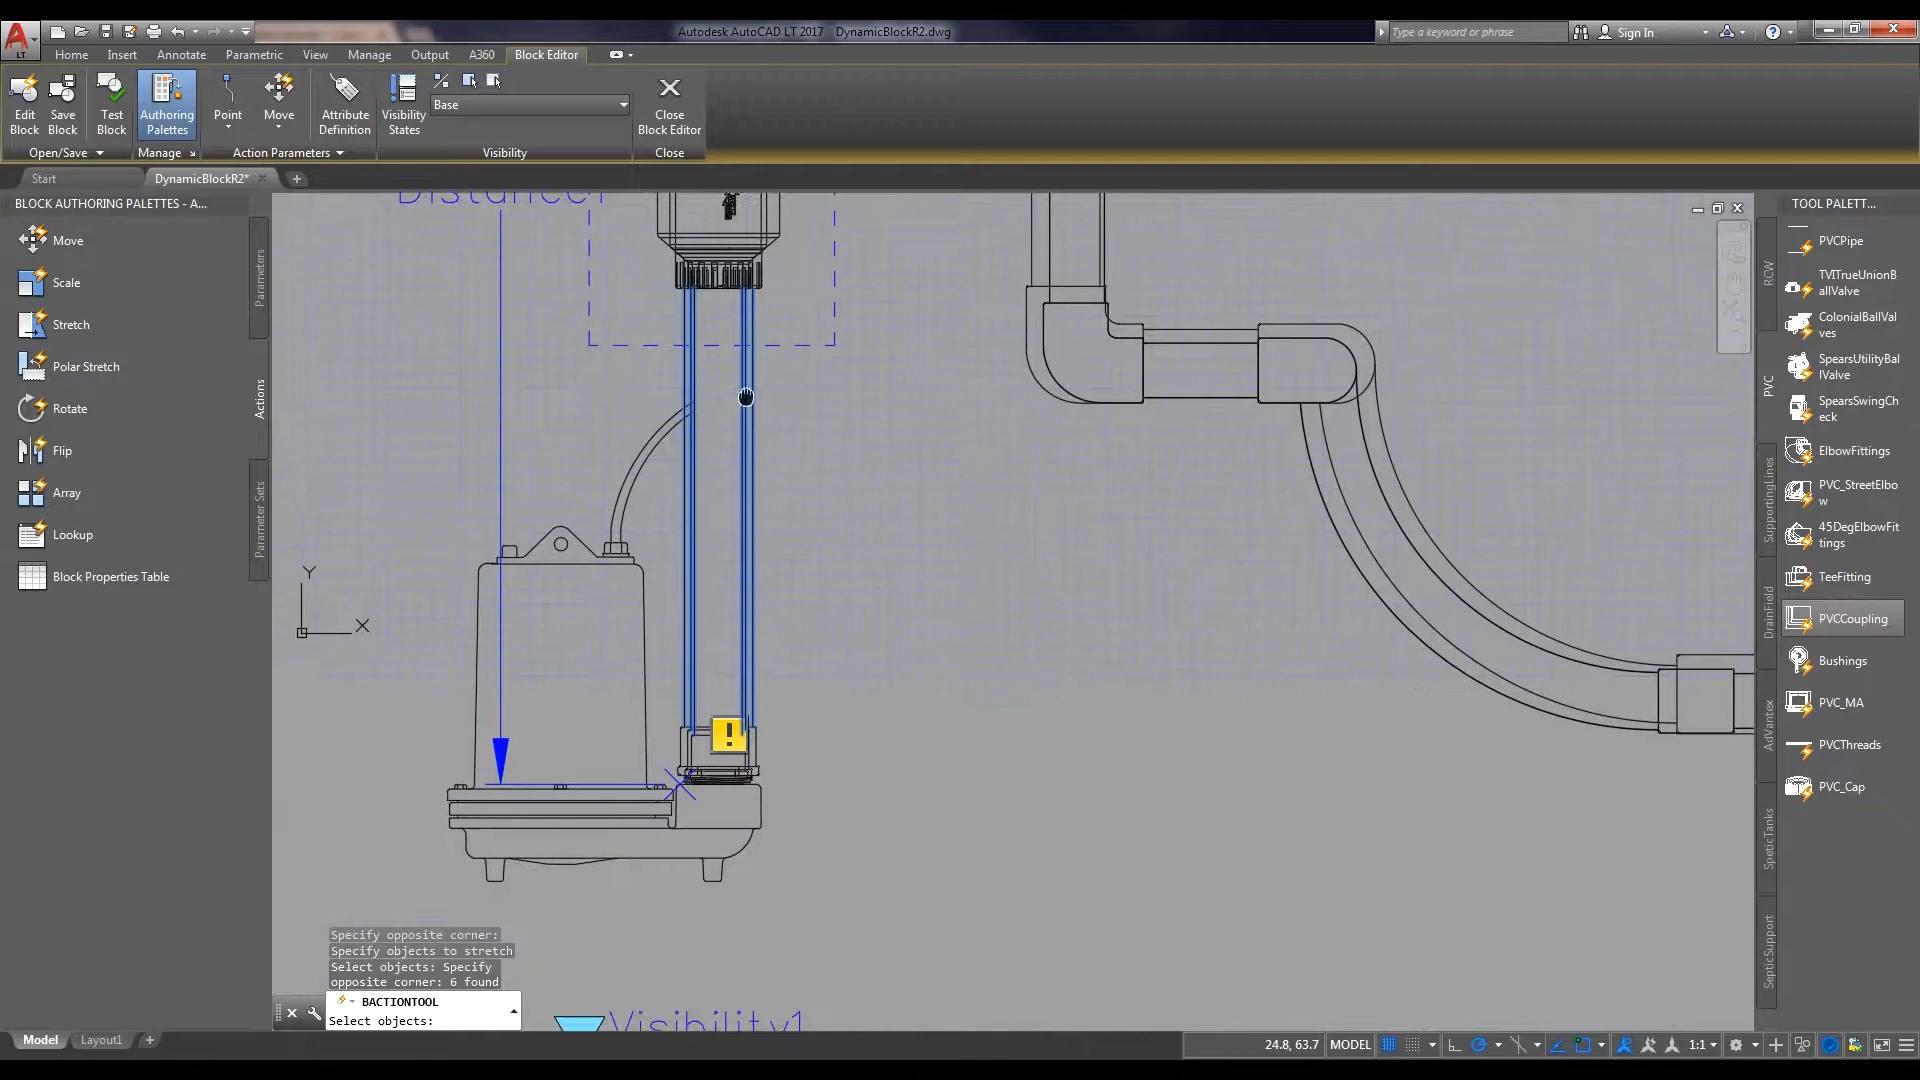 Autodesk AutoCAD LT 2017 DynamicBlockR2.dwg
Type a keyword or phrase
Sign In
LT
Home Insert Annotate Parametric View Manage Output A360 Block Editor
Edit Block
Save Block
Test Block
Authoring Palettes
Point
Move
Attribute Definition
Visibility States
Base
Close Block Editor
Open/Save
Manage
Action Parameters
Visibility
Close
Start
DynamicBlockR2*
BLOCK AUTHORING PALETTES - A...
Move
Scale
Stretch
Polar Stretch
Rotate
Flip
Array
Lookup
Block Properties Table
Parameters
Actions
Parameter Sets
Distance1
Y
X
!
Visibility1
Specify opposite corner:
Specify objects to stretch
Select objects: Specify
opposite corner: 6 found
BACTIONTOOL
Select objects:
TOOL PALETT...
PVCPipe
TVITrueUnionB
allValve
ColonialBallVal
ves
SpearsUtilityBal
lValve
SpearsSwingCh
eck
ElbowFittings
PVC_StreetElbo
w
45DegElbowFit
tings
TeeFitting
PVCCoupling
Bushings
PVC_MA
PVCThreads
PVC_Cap
RCW
PVC
SupportingLines
DrainField
AdVantex
SpeticTanks
SepticSupport
Model
Layout1
24.8, 63.7
MODEL
1:1